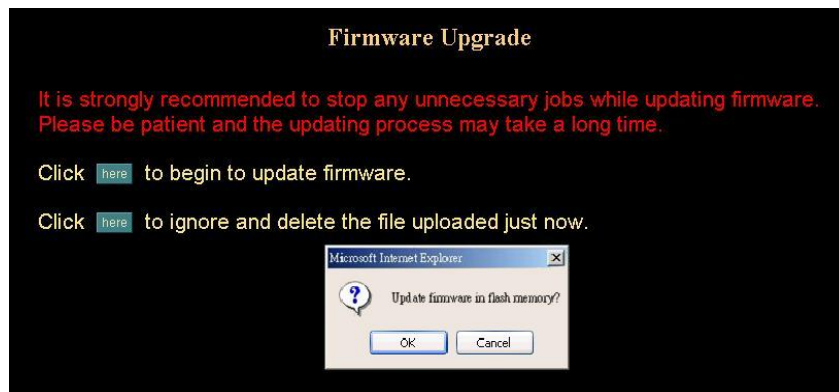 Firmware Upgrade
It is strongly recommended to stop any unnecessary jobs while updating firmware.
Please be patient and the updating process may take a long time.
Click here to begin to update firmware.
Click here to ignore and delete the file uploaded just now.
Microsoft Internet Explorer
Update firmware in flash memory?
OK Cancel